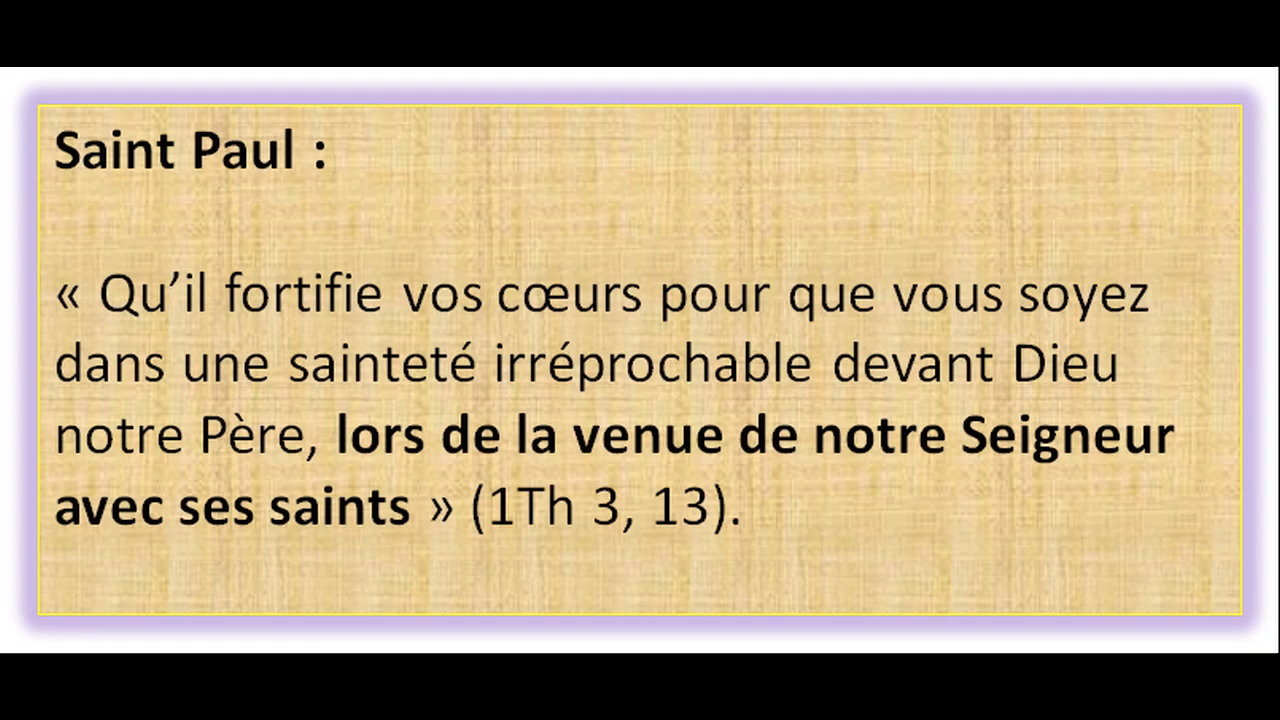 Saint Paul :
« Qu’il fortifie vos cœurs pour que vous soyez
dans une sainteté irréprochable devant Dieu
notre Père, lors de la venue de notre Seigneur
avec ses saints » (1Th 3, 13).